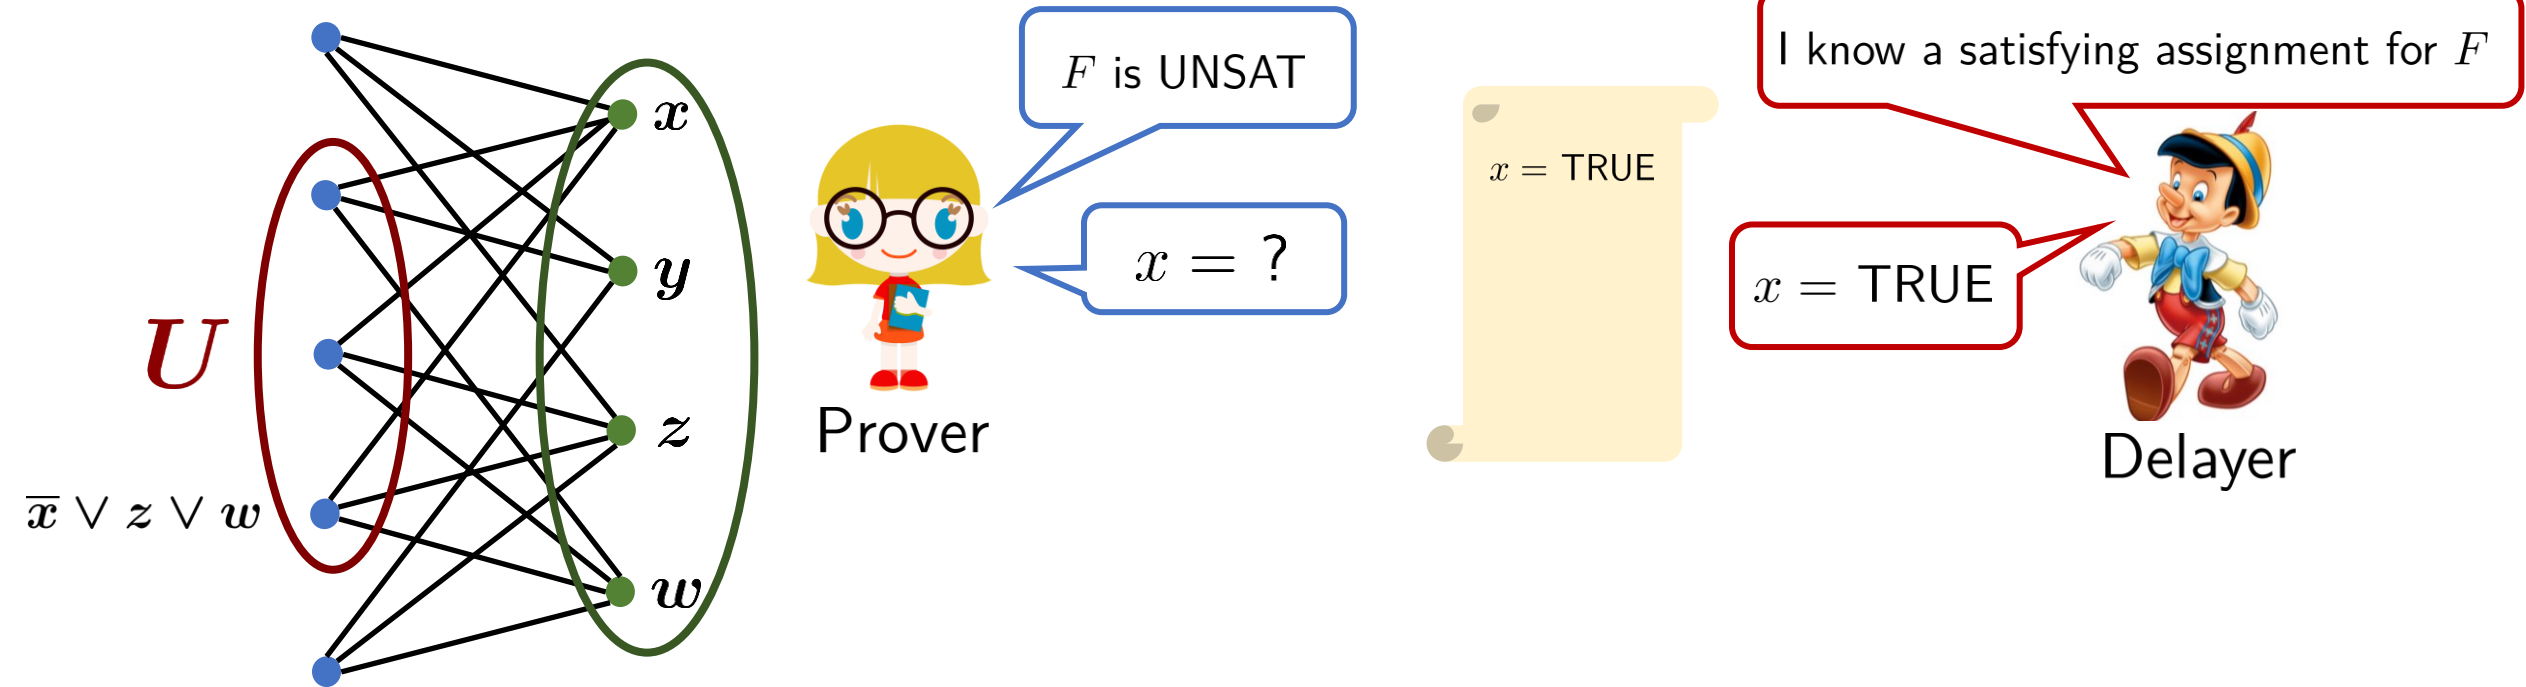 U
x̅ ∨ z ∨ w
x
y
z
w
F is UNSAT
x = ?
Prover
x = TRUE
I know a satisfying assignment for F
x = TRUE
Delayer